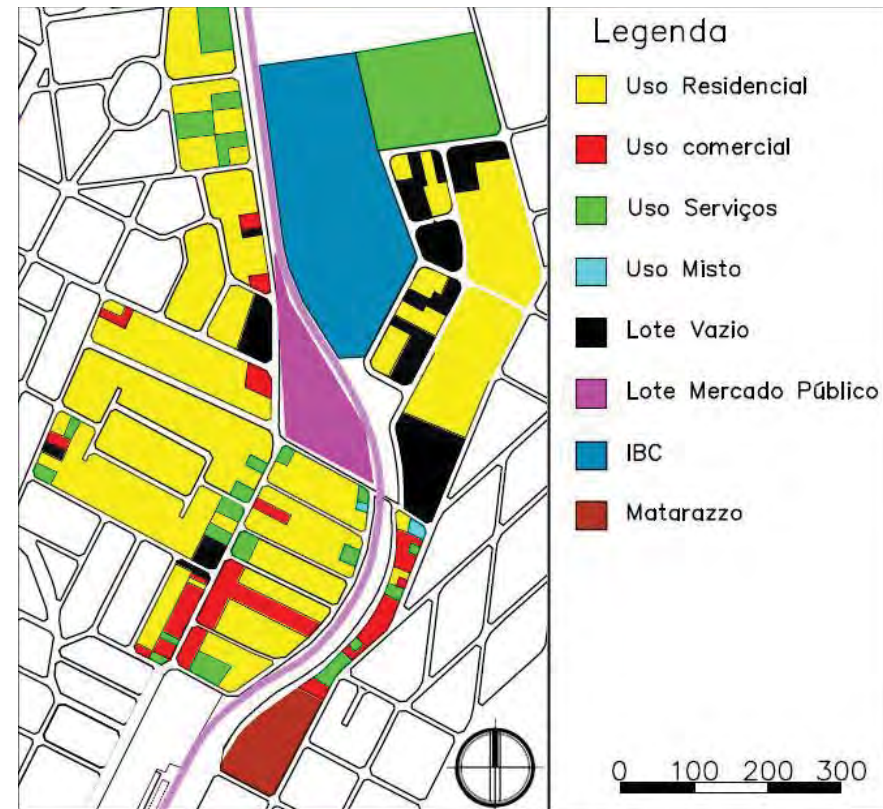 Legenda
Uso Residencial
Uso comercial
Uso Serviços
Uso Misto
Lote Vazio
Lote Mercado Público
IBC
Matarazzo
0 100 200 300